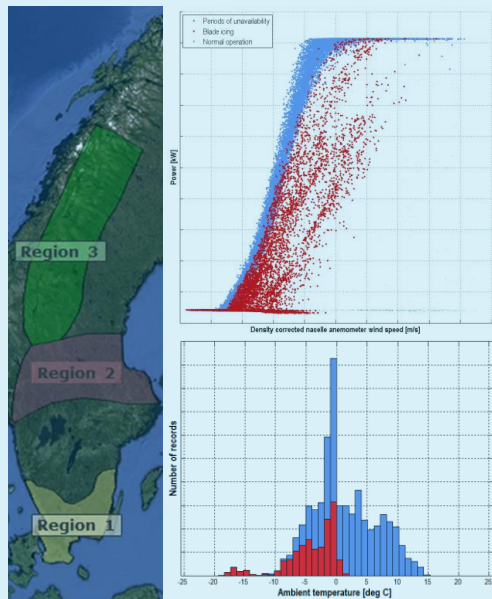 Region 3
Region 2
Region 1
Periods of unavailability
Blade icing
Normal operation
Power [kW]
Density corrected nacelle anemometer wind speed [m/s]
Number of records
-25 -20 -15 -10 -5 0 5 10 15 20 25
Ambient temperature [deg C]